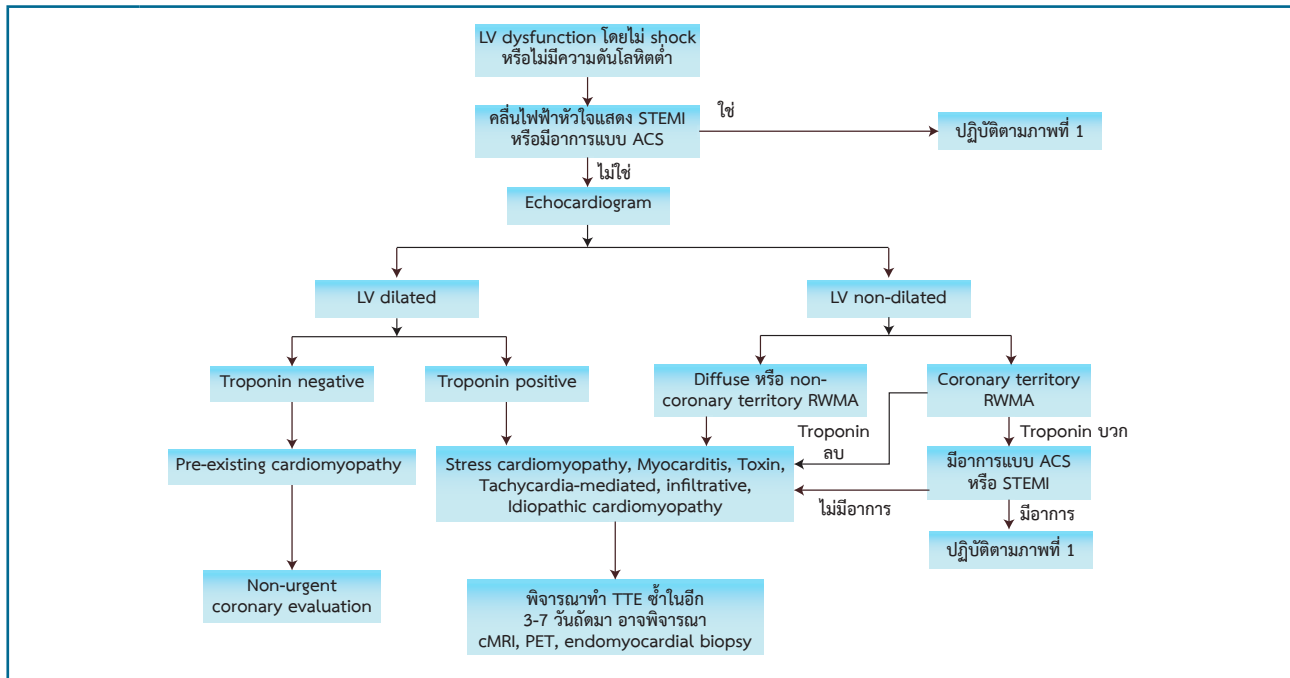 LV dysfunction โดยไม่ shock
หรือไม่มีความดันโลหิตต่ำ
คลื่นไฟฟ้าหัวใจแสดง STEMI
หรือมีอาการแบบ ACS
ใช่
ปฏิบัติตามภาพที่ 1
ไม่ใช่
Echocardiogram
LV dilated
LV non-dilated
Troponin negative
Troponin positive
Diffuse หรือ non-
coronary territory RWMA
Coronary territory
RWMA
Troponin
ลบ
Troponin บวก
Pre-existing cardiomyopathy
Stress cardiomyopathy, Myocarditis, Toxin,
Tachycardia-mediated, infiltrative,
Idiopathic cardiomyopathy
มีอาการแบบ ACS
หรือ STEMI
ไม่มีอาการ
มีอาการ
ปฏิบัติตามภาพที่ 1
Non-urgent
coronary evaluation
พิจารณาทำ TTE ซ้ำในอีก
3-7 วันถัดมา อาจพิจารณา
cMRI, PET, endomyocardial biopsy